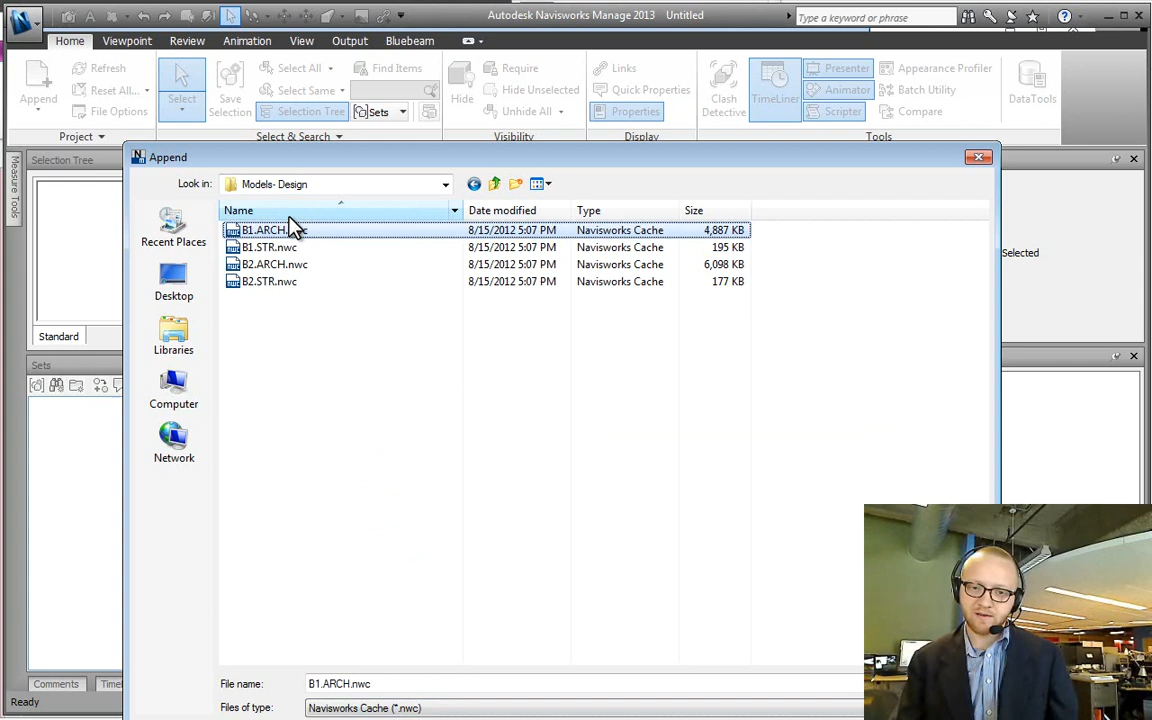 Autodesk Navisworks Manage 2013 Untitled
Type a keyword or phrase
Home Viewpoint Review Animation View Output Bluebeam
Append
Refresh
Reset All...
File Options
Project
Select
Save Selection
Select All
Select Same
Selection Tree
Find Items
Sets
Select & Search
Hide
Require
Hide Unselected
Unhide All
Visibility
Links
Quick Properties
Properties
Display
Clash Detective
TimeLiner
Presenter
Animator
Scripter
Appearance Profiler
Batch Utility
Compare
DataTools
Tools
Measure Tools
Selection Tree
Standard
Sets
Comments
Ready
Selected
Append
Look in: Models- Design
Name Date modified Type Size
B1.ARCH.nwc 8/15/2012 5:07 PM Navisworks Cache 4,887 KB
B1.STR.nwc 8/15/2012 5:07 PM Navisworks Cache 195 KB
B2.ARCH.nwc 8/15/2012 5:07 PM Navisworks Cache 6,098 KB
B2.STR.nwc 8/15/2012 5:07 PM Navisworks Cache 177 KB
Recent Places
Desktop
Libraries
Computer
Network
File name: B1.ARCH.nwc
Files of type: Navisworks Cache (*.nwc)